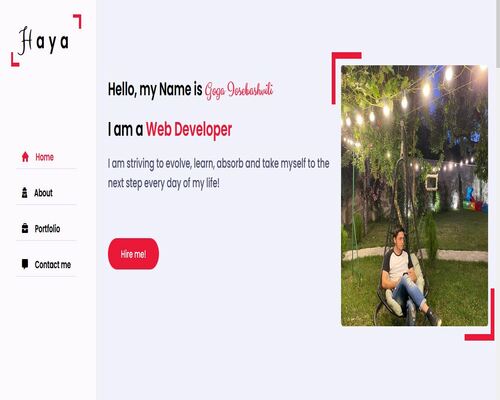 Haya
Home
About
Portfolio
Contact me
Hello, my Name is Goga Iosebashvili
I am a Web Developer
I am striving to evolve, learn, absorb and take myself to the
next step every day of my life!
Hire me!